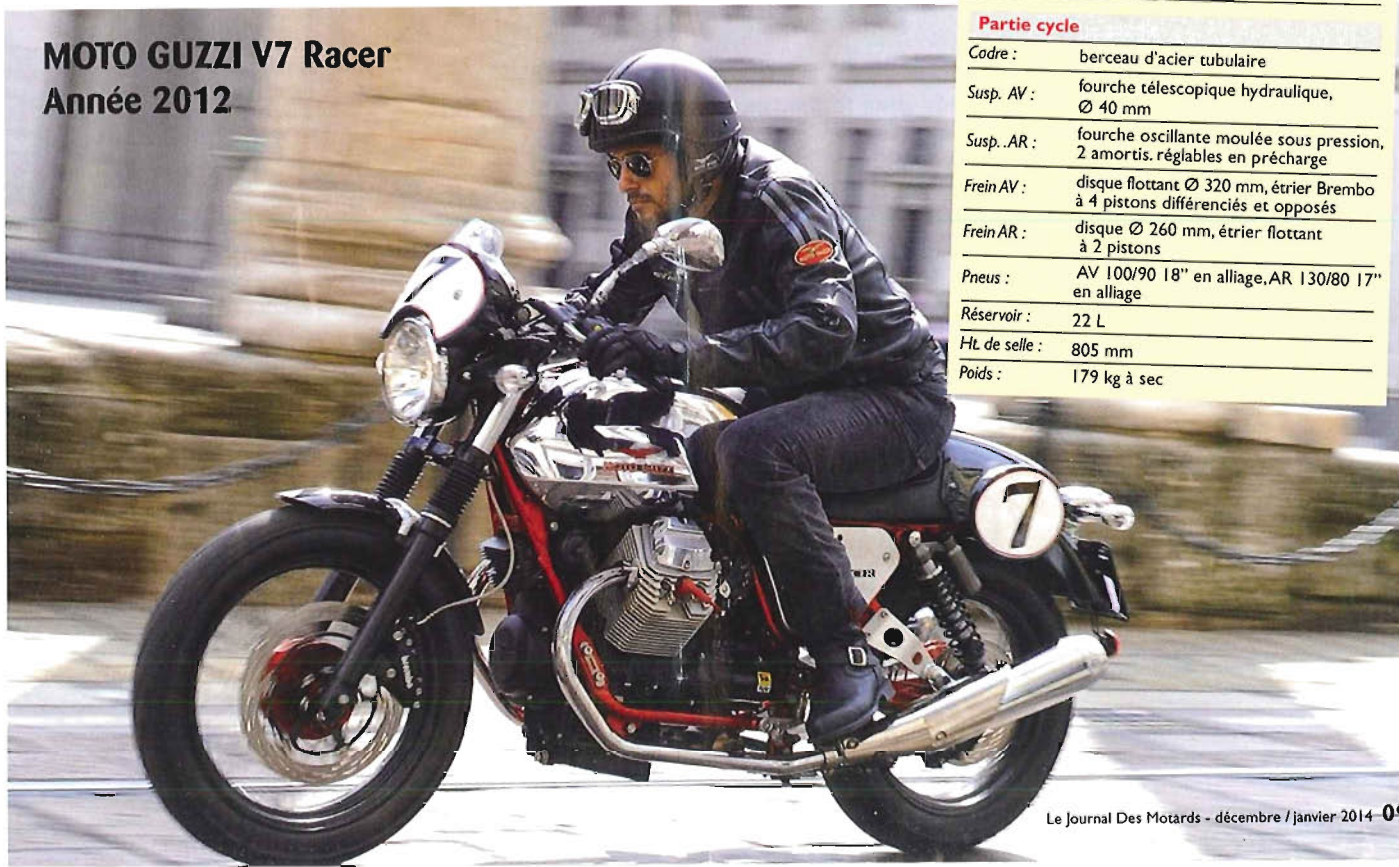 MOTO GUZZI V7 Racer
Année 2012
Partie cycle
Cadre : berceau d'acier tubulaire
Susp. AV : fourche télescopique hydraulique,
Ø 40 mm
Susp. .AR : fourche oscillante moulée sous pression,
2 amortis. réglables en précharge
Frein AV : disque flottant Ø 320 mm, étrier Brembo
à 4 pistons différenciés et opposés
Frein AR : disque Ø 260 mm, étrier flottant
à 2 pistons
Pneus : AV 100/90 18" en alliage, AR 130/80 17"
en alliage
Réservoir : 22 L
Ht. de selle : 805 mm
Poids : 179 kg à sec
7
MOTO GUZZI
7
brembo
Le Journal Des Motards - décembre / janvier 2014